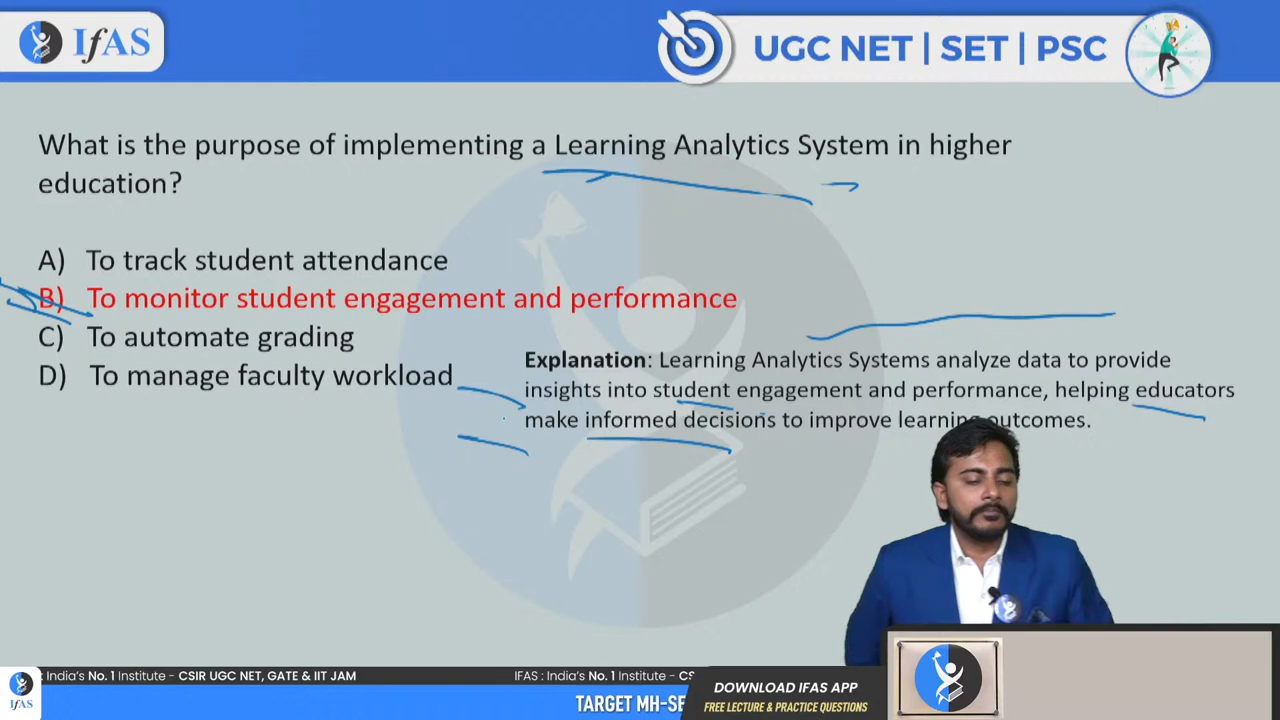 IfAS
UGC NET | SET | PSC
What is the purpose of implementing a Learning Analytics System in higher
education?
A) To track student attendance
B) To monitor student engagement and performance
C) To automate grading
D) To manage faculty workload
Explanation: Learning Analytics Systems analyze data to provide
insights into student engagement and performance, helping educators
make informed decisions to improve learning outcomes.
: India's No. 1 Institute - CSIR UGC NET, GATE & IIT JAM
IFAS : India's No. 1 Institute - CS
IfAS
TARGET MH-SE
DOWNLOAD IFAS APP
FREE LECTURE & PRACTICE QUESTIONS